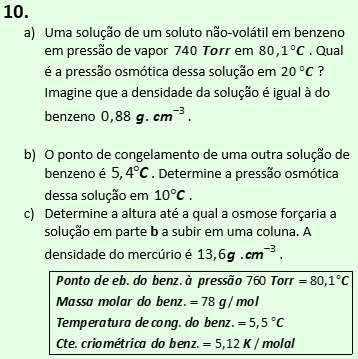 10.
a) Uma solução de um soluto não-volátil em benzeno
em pressão de vapor 740 Torr em 80,1°C . Qual
é a pressão osmótica dessa solução em 20 °C ?
Imagine que a densidade da solução é igual à do
benzeno 0,88 g. cm⁻³ .
b) O ponto de congelamento de uma outra solução de
benzeno é 5,4°C . Determine a pressão osmótica
dessa solução em 10°C .
c) Determine a altura até a qual a osmose forçaria a
solução em parte b a subir em uma coluna. A
densidade do mercúrio é 13,6g .cm⁻³ .
Ponto de eb. do benz. à pressão 760 Torr = 80,1°C
Massa molar do benz. = 78 g / mol
Temperatura de cong. do benz. = 5,5 °C
Cte. criométrica do benz. = 5,12 K / molal